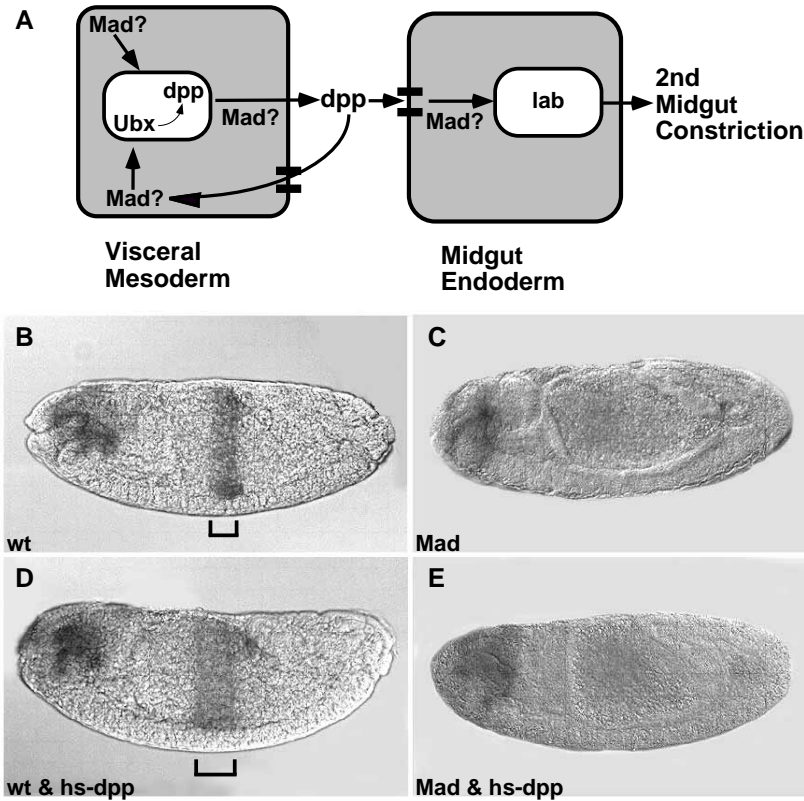 A
Mad?
dpp
Ubx
Mad?
dpp
Mad?
lab
2nd
Midgut
Constriction
Mad?
Visceral
Mesoderm
Midgut
Endoderm
B
C
wt
Mad
D
E
wt & hs-dpp
Mad & hs-dpp